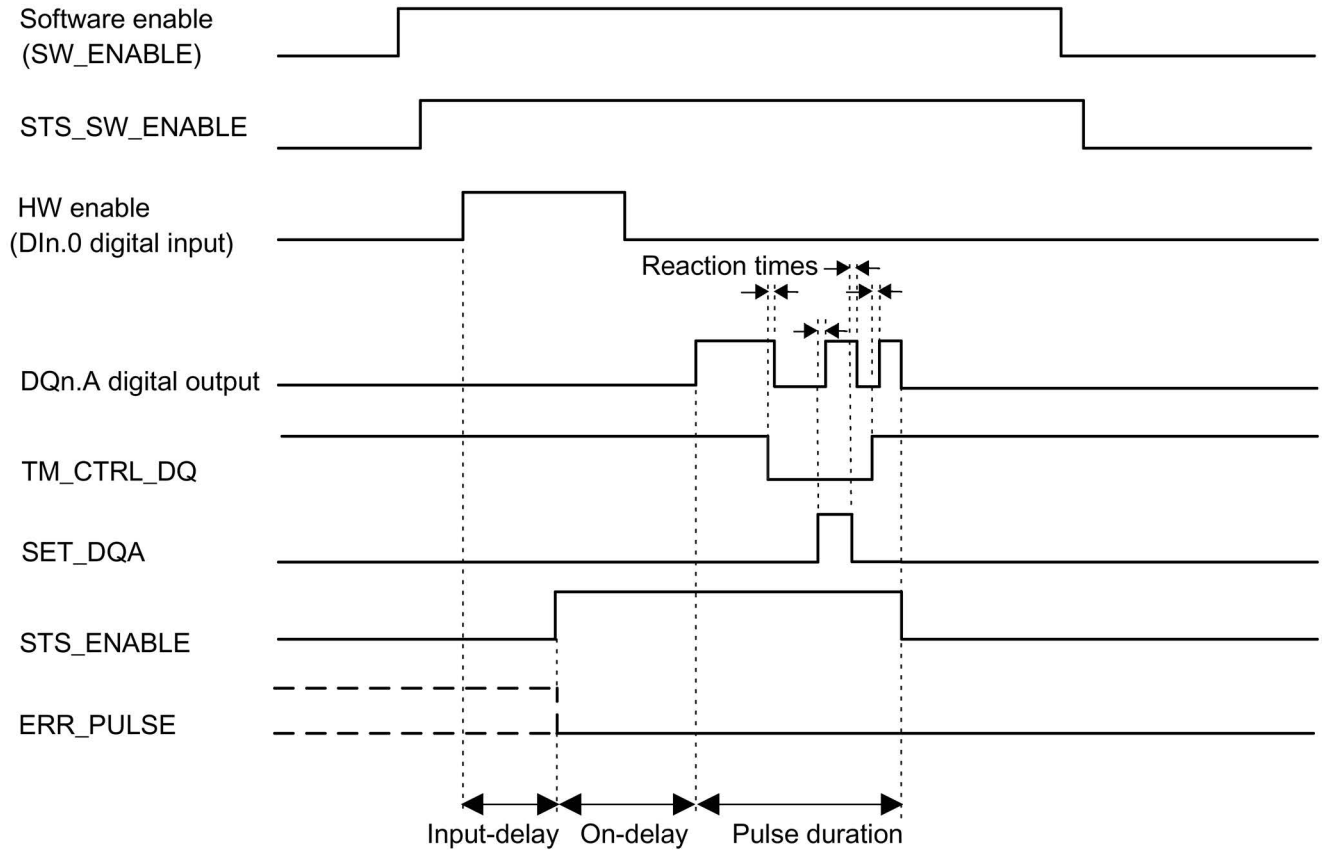 Software enable
(SW_ENABLE)
STS_SW_ENABLE
HW enable
(DIn.0 digital input)
Reaction times
DQn.A digital output
TM_CTRL_DQ
SET_DQA
STS_ENABLE
ERR_PULSE
Input-delay On-delay Pulse duration